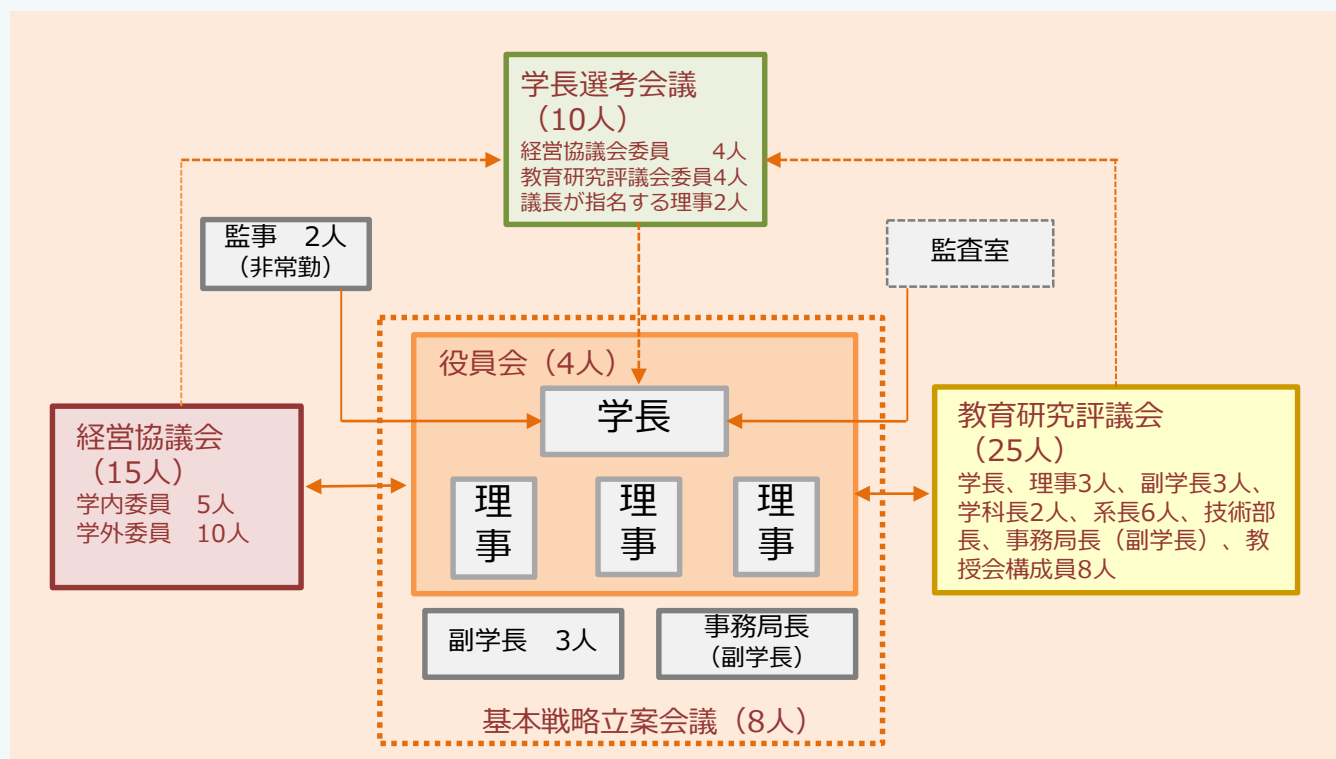 学長選考会議
（10人）
経営協議会委員　　4人
教育研究評議会委員4人
議長が指名する理事2人
監事　2人
（非常勤）
監査室
役員会（4人）
学長
経営協議会
（15人）
学内委員　5人
学外委員　10人
教育研究評議会
（25人）
学長、理事3人、副学長3人、
学科長2人、系長6人、技術部
長、事務局長（副学長）、教
授会構成員8人
理事
理事
理事
副学長　3人
事務局長
（副学長）
基本戦略立案会議（8人）